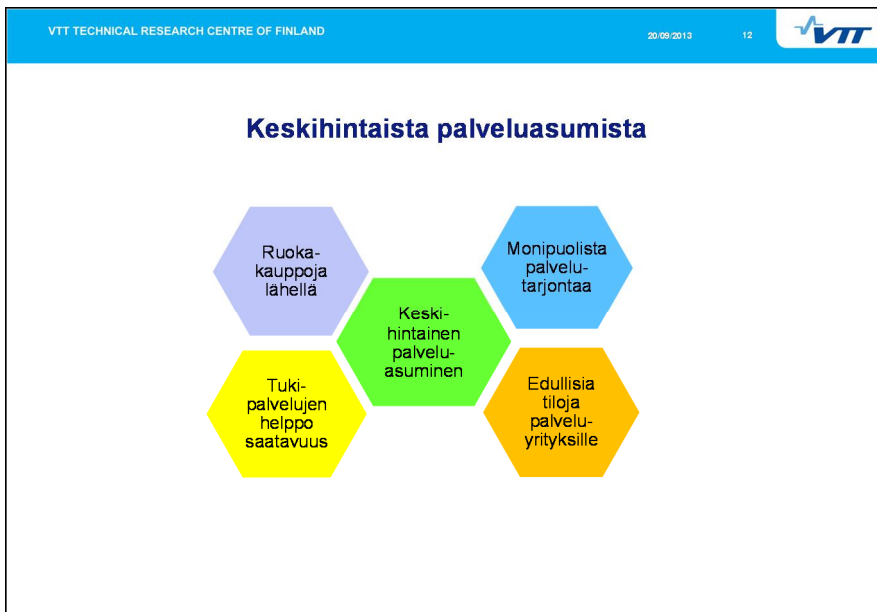 VTT TECHNICAL RESEARCH CENTRE OF FINLAND
20/09/2013
12
VTT
Keskihintaista palveluasumista
Ruoka-
kauppoja
lähellä
Monipuolista
palvelu-
tarjontaa
Keski-
hintainen
palvelu-
asuminen
Tuki-
palvelujen
helppo
saatavuus
Edullisia
tiloja
palvelu-
yrityksille